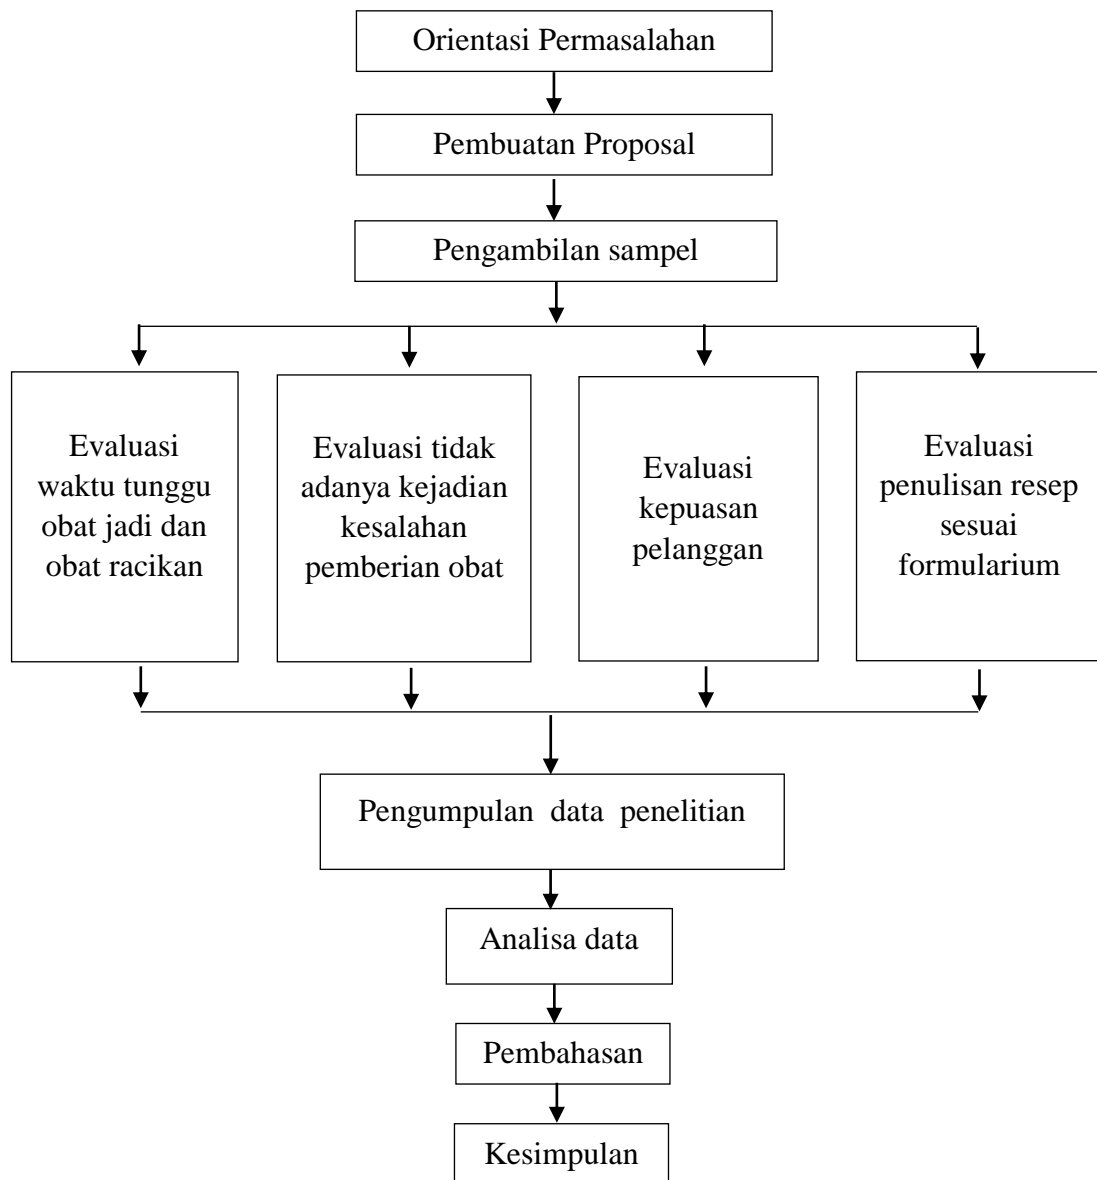 Orientasi Permasalahan
Pembuatan Proposal
Pengambilan sampel
Evaluasi
waktu tunggu
obat jadi dan
obat racikan
Evaluasi tidak
adanya kejadian
kesalahan
pemberian obat
Evaluasi
kepuasan
pelanggan
Evaluasi
penulisan resep
sesuai
formularium
Pengumpulan data penelitian
Analisa data
Pembahasan
Kesimpulan